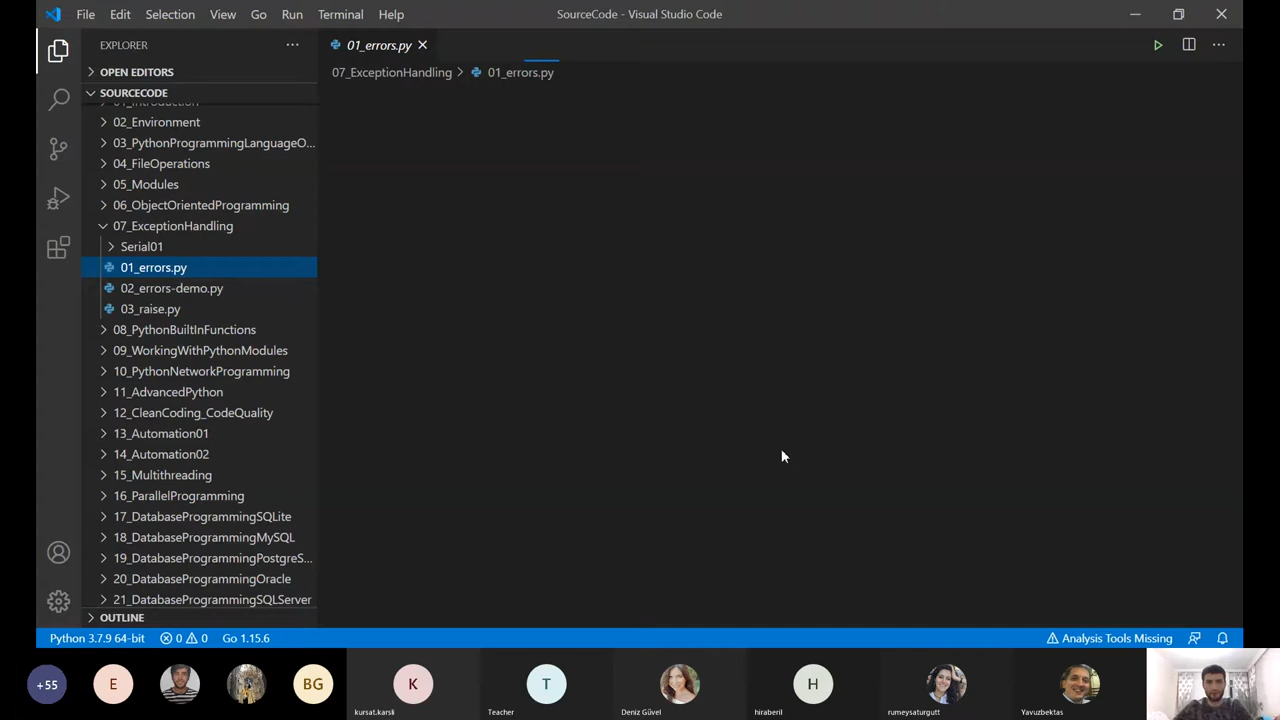 File Edit Selection View Go Run Terminal Help
SourceCode - Visual Studio Code
EXPLORER
01_errors.py
OPEN EDITORS
07_ExceptionHandling > 01_errors.py
SOURCECODE
01_Introduction
02_Environment
03_PythonProgrammingLanguageO...
04_FileOperations
05_Modules
06_ObjectOrientedProgramming
07_ExceptionHandling
Serial01
01_errors.py
02_errors-demo.py
03_raise.py
08_PythonBuiltInFunctions
09_WorkingWithPythonModules
10_PythonNetworkProgramming
11_AdvancedPython
12_CleanCoding_CodeQuality
13_Automation01
14_Automation02
15_Multithreading
16_ParallelProgramming
17_DatabaseProgrammingSQLite
18_DatabaseProgrammingMySQL
19_DatabaseProgrammingPostgreS...
20_DatabaseProgrammingOracle
21_DatabaseProgrammingSQLServer
OUTLINE
Python 3.7.9 64-bit
0 0
Go 1.15.6
Analysis Tools Missing
+55
E
BG
K
T
H
kursat.karsli
Teacher
Deniz Güvel
hiraberil
rumeysaturgutt
Yavuzbektas